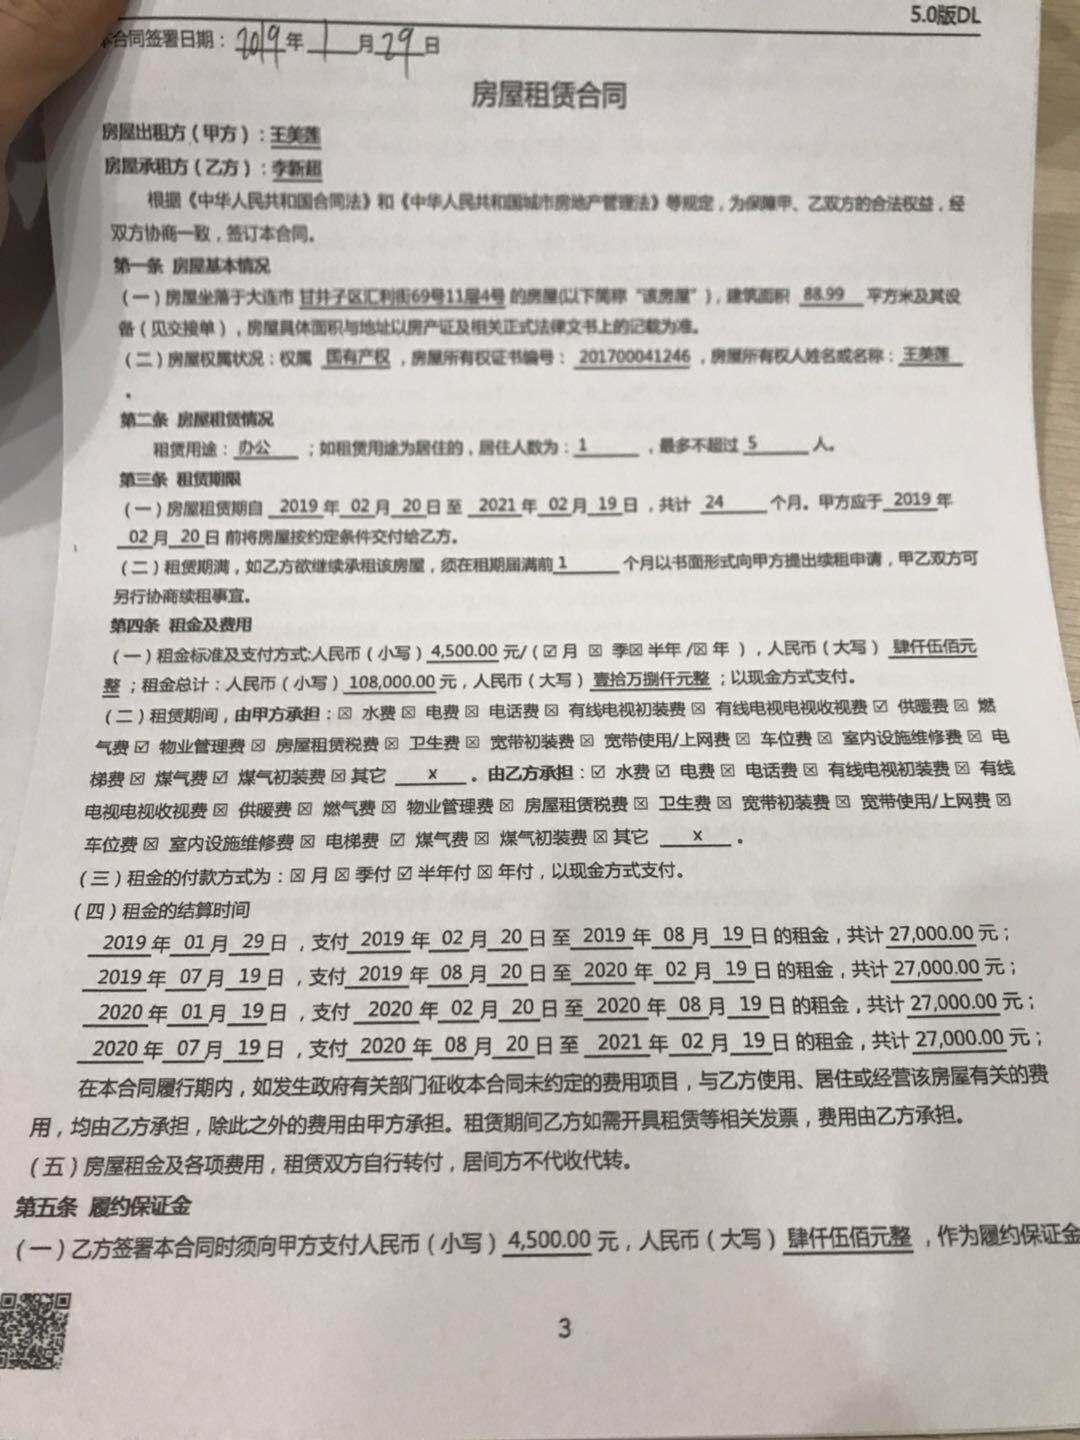 5.0版DL
本合同签署日期：2019年1月29日
房屋租赁合同
房屋出租方（甲方）：王美莲
房屋承租方（乙方）：李新超
根据《中华人民共和国合同法》和《中华人民共和国城市房地产管理法》等规定，为保障甲、乙双方的合法权益，经
双方协商一致，签订本合同。
第一条 房屋基本情况
（一）房屋坐落于大连市 甘井子区汇利街69号11层4号 的房屋(以下简称“该房屋”)，建筑面积 88.99 平方米及其设
备（见交接单），房屋具体面积与地址以房产证及相关正式法律文书上的记载为准。
（二）房屋权属状况：权属 国有产权 ，房屋所有权证书编号： 201700041246 ，房屋所有权人姓名或名称： 王美莲
。
第二条 房屋租赁情况
租赁用途： 办公 ；如租赁用途为居住的，居住人数为： 1 ，最多不超过 5 人。
第三条 租赁期限
（一）房屋租赁期自 2019 年 02 月 20 日 至 2021 年 02 月 19 日 ，共计 24 个月。甲方应于 2019 年
02 月 20 日 前将房屋按约定条件交付给乙方。
（二）租赁期满，如乙方欲继续承租该房屋，须在租期届满前 1 个月以书面形式向甲方提出续租申请，甲乙双方可
另行协商续租事宜。
第四条 租金及费用
（一）租金标准及支付方式:人民币（小写）4,500.00 元/（☑ 月 ☒ 季☒ 半年 /☒ 年 ），人民币（大写） 肆仟伍佰元
整 ；租金总计：人民币（小写）108,000.00 元，人民币（大写）壹拾万捌仟元整 ；以现金方式支付。
（二）租赁期间，由甲方承担：☒ 水费 ☒ 电费 ☒ 电话费 ☒ 有线电视初装费 ☒ 有线电视电视收视费 ☑ 供暖费 ☒ 燃
气费 ☑ 物业管理费 ☒ 房屋租赁税费 ☒ 卫生费 ☒ 宽带初装费 ☒ 宽带使用/上网费 ☒ 车位费 ☒ 室内设施维修费 ☒ 电
梯费 ☒ 煤气费 ☑ 煤气初装费 ☒ 其它 x 。由乙方承担：☑ 水费 ☑ 电费 ☒ 电话费 ☒ 有线电视初装费 ☒ 有线
电视电视收视费 ☒ 供暖费 ☒ 燃气费 ☒ 物业管理费 ☒ 房屋租赁税费 ☒ 卫生费 ☒ 宽带初装费 ☒ 宽带使用/上网费 ☒
车位费 ☒ 室内设施维修费 ☒ 电梯费 ☑ 煤气费 ☒ 煤气初装费 ☒ 其它 x 。
（三）租金的付款方式为：☒ 月 ☒ 季付 ☑ 半年付 ☒ 年付，以现金方式支付。
（四）租金的结算时间
2019 年 01 月 29 日 ，支付 2019 年 02 月 20 日 至 2019 年 08 月 19 日 的租金，共计 27,000.00 元；
2019 年 07 月 19 日 ，支付 2019 年 08 月 20 日 至 2020 年 02 月 19 日 的租金，共计 27,000.00 元；
2020 年 01 月 19 日 ，支付 2020 年 02 月 20 日 至 2020 年 08 月 19 日 的租金，共计 27,000.00 元；
2020 年 07 月 19 日 ，支付 2020 年 08 月 20 日 至 2021 年 02 月 19 日 的租金，共计 27,000.00 元；
在本合同履行期内，如发生政府有关部门征收本合同未约定的费用项目，与乙方使用、居住或经营该房屋有关的费
用，均由乙方承担，除此之外的费用由甲方承担。租赁期间乙方如需开具租赁等相关发票，费用由乙方承担。
（五）房屋租金及各项费用，租赁双方自行转付，居间方不代收代转。
第五条 履约保证金
（一）乙方签署本合同时须向甲方支付人民币（小写） 4,500.00 元，人民币（大写） 肆仟伍佰元整 ，作为履约保证金
3